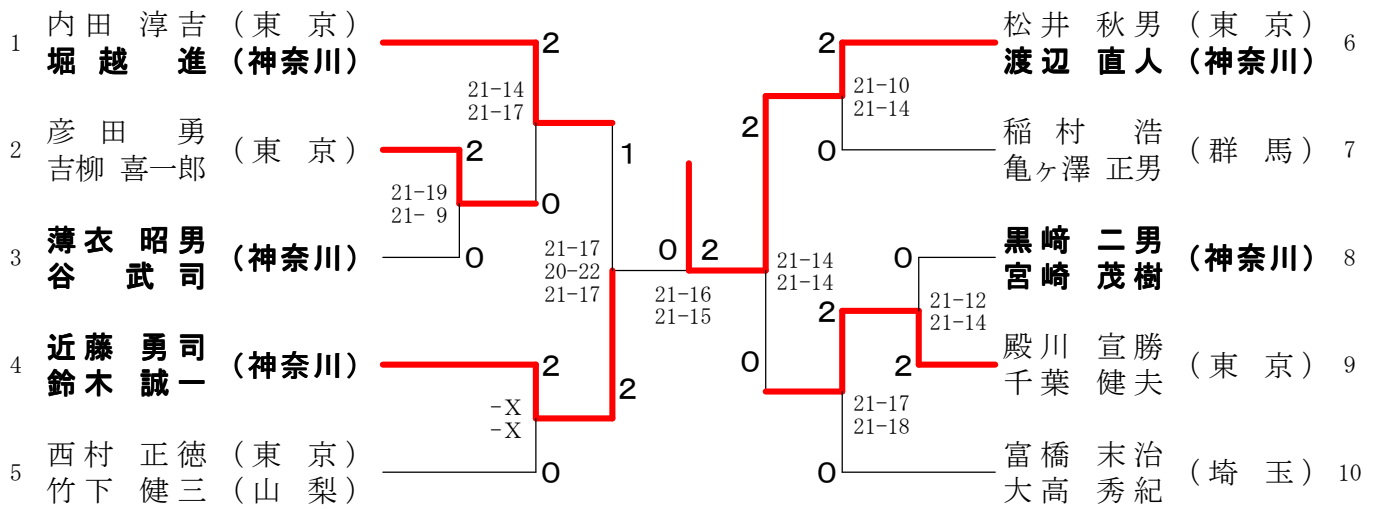 1 内田 淳吉 (東 京)
堀越 進 (神奈川)
2 彦田 勇
吉柳 喜一郎 (東 京)
3 薄衣 昭男
谷 武司 (神奈川)
4 近藤 勇司
鈴木 誠一 (神奈川)
5 西村 正徳 (東 京)
竹下 健三 (山 梨)
2
21-14
21-17
2
21-19
21- 9
0
0
1
21-17
20-22
21-17
2
2
-X
-X
0
0 2
21-16
21-15
2
21-10
21-14
0
2
21-14
21-14
0
0
21-12
21-14
2
2
21-17
21-18
0
松井 秋男 (東 京) 6
渡辺 直人 (神奈川)
稲村 浩
亀ヶ澤 正男 (群 馬) 7
黒﨑 二男
宮崎 茂樹 (神奈川) 8
殿川 宣勝
千葉 健夫 (東 京) 9
富橋 末治
大高 秀紀 (埼 玉) 10